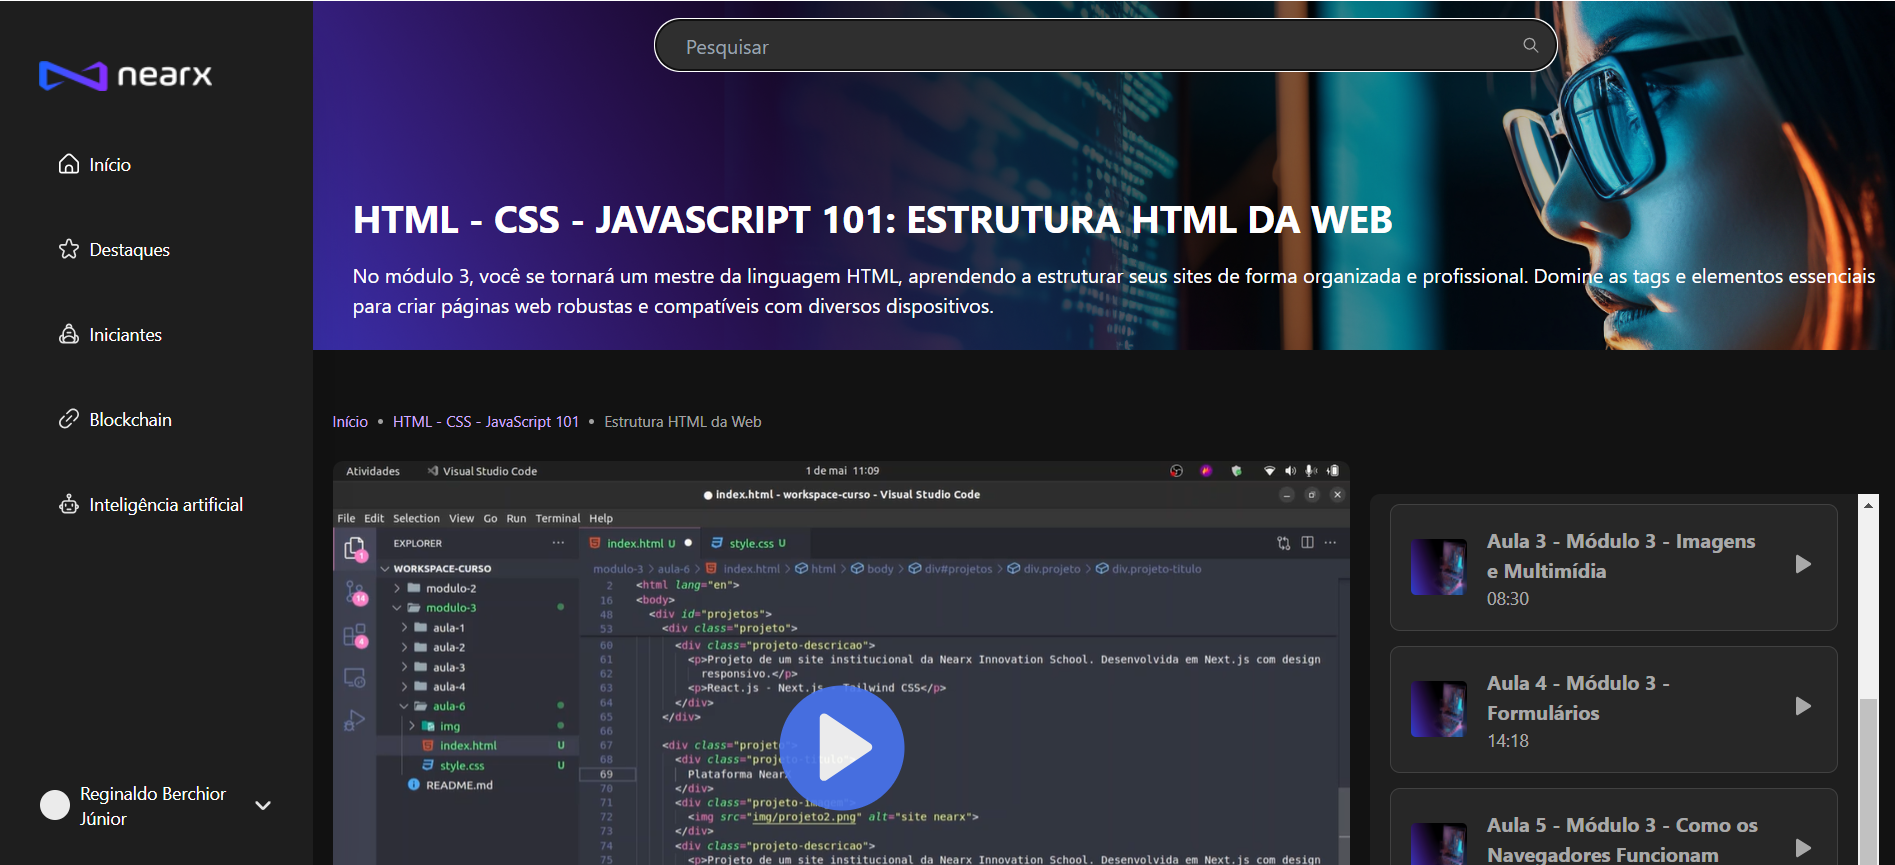 nearx
Pesquisar
Início
Destaques
Iniciantes
Blockchain
Inteligência artificial
Reginaldo Berchior
Júnior
HTML - CSS - JAVASCRIPT 101: ESTRUTURA HTML DA WEB
No módulo 3, você se tornará um mestre da linguagem HTML, aprendendo a estruturar seus sites de forma organizada e profissional. Domine as tags e elementos essenciais
para criar páginas web robustas e compatíveis com diversos dispositivos.
Início • HTML - CSS - JavaScript 101 • Estrutura HTML da Web
Atividades Visual Studio Code 1 de mai 11:09
● index.html - workspace-curso - Visual Studio Code
File Edit Selection View Go Run Terminal Help
EXPLORER ...
WORKSPACE-CURSO
modulo-2
modulo-3
aula-1
aula-2
aula-3
aula-4
aula-6
img
index.html U
style.css U
README.md
1
14
4
index.html U ● style.css U
modulo-3 > aula-6 > index.html > html > body > div#projetos > div.projeto > div.projeto-titulo
2 <html lang="en">
16 <body>
48 <div id="projetos">
53 <div class="projeto">
60 <div class="projeto-descricao">
61 <p>Projeto de um site institucional da Nearx Innovation School. Desenvolvida em Next.js com design
62 responsivo.</p>
63 <p>React.js - Next.js - Tailwind CSS</p>
64 </div>
65 </div>
66
67 <div class="projeto
68 <div class="projeto-titulo">
69 Plataforma Nearx
70 </div>
71 <div class="projeto-imagem">
72 <img src="img/projeto2.png" alt="site nearx">
73 </div>
74 <div class="projeto-descricao">
75 <p>Projeto de um site institucional da Nearx Innovation School. Desenvolvida em Next.js com design
Aula 3 - Módulo 3 - Imagens
e Multimídia
08:30
Aula 4 - Módulo 3 -
Formulários
14:18
Aula 5 - Módulo 3 - Como os
Navegadores Funcionam